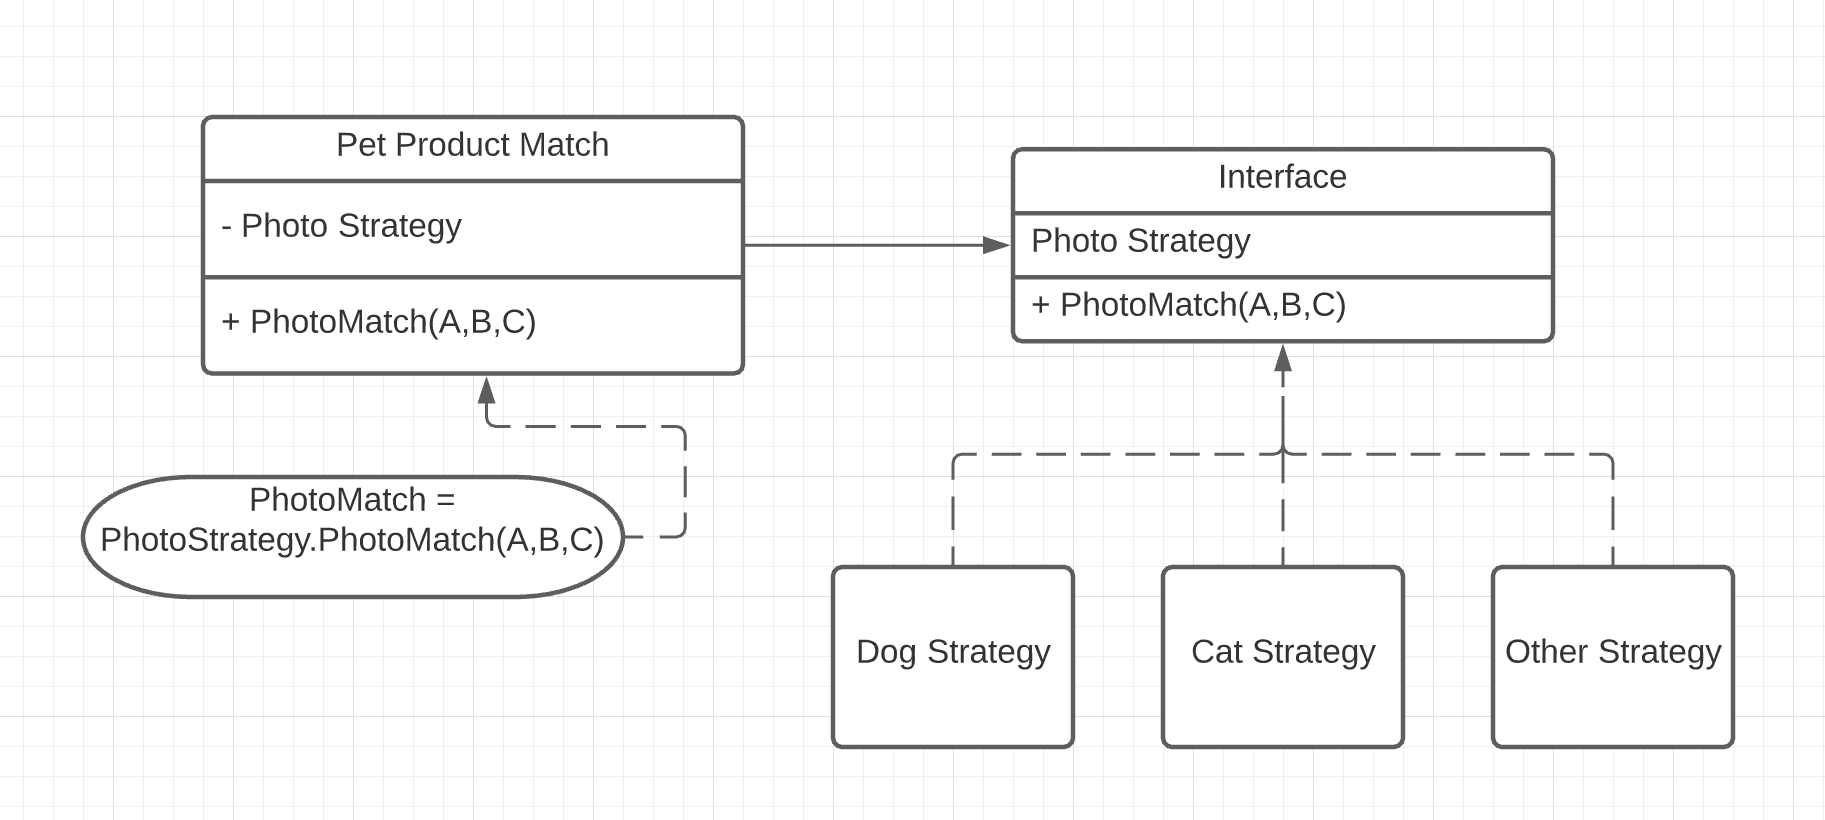 Pet Product Match
- Photo Strategy
+ PhotoMatch(A,B,C)
Interface
Photo Strategy
+ PhotoMatch(A,B,C)
PhotoMatch =
PhotoStrategy.PhotoMatch(A,B,C)
Dog Strategy
Cat Strategy
Other Strategy